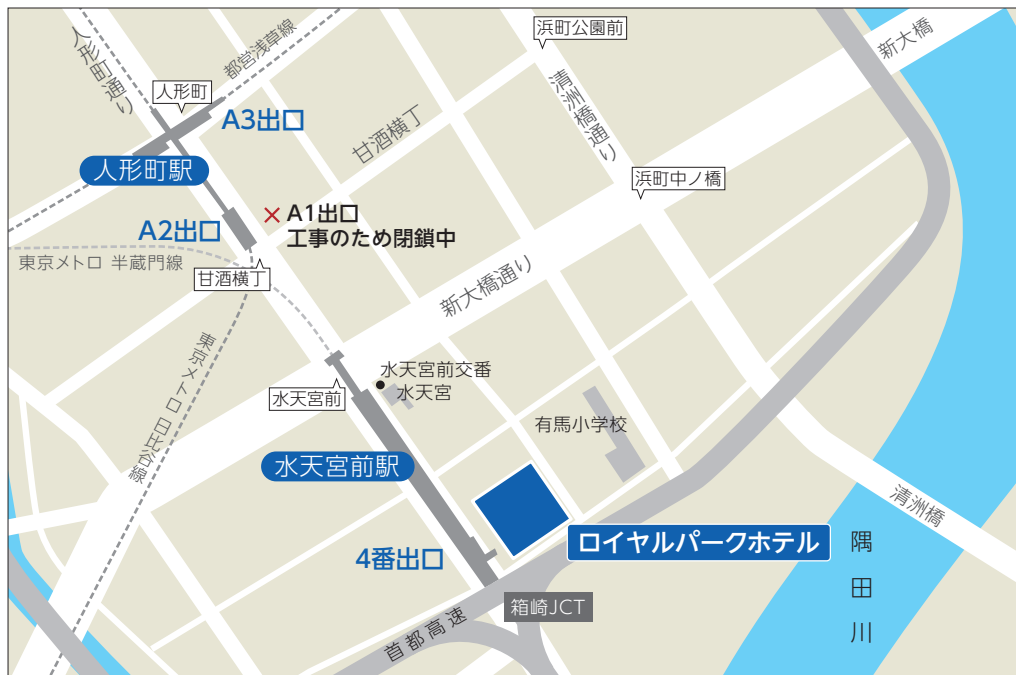 人形町通り
都営浅草線
浜町公園前
新大橋
人形町
A3出口
甘酒横丁
清洲橋通り
人形町駅
浜町中ノ橋
A2出口
A1出口
工事のため閉鎖中
東京メトロ 半蔵門線
甘酒横丁
新大橋通り
東京メトロ日比谷線
水天宮前交番
水天宮
水天宮前
有馬小学校
水天宮前駅
清洲橋
ロイヤルパークホテル
隅田川
4番出口
箱崎JCT
首都高速